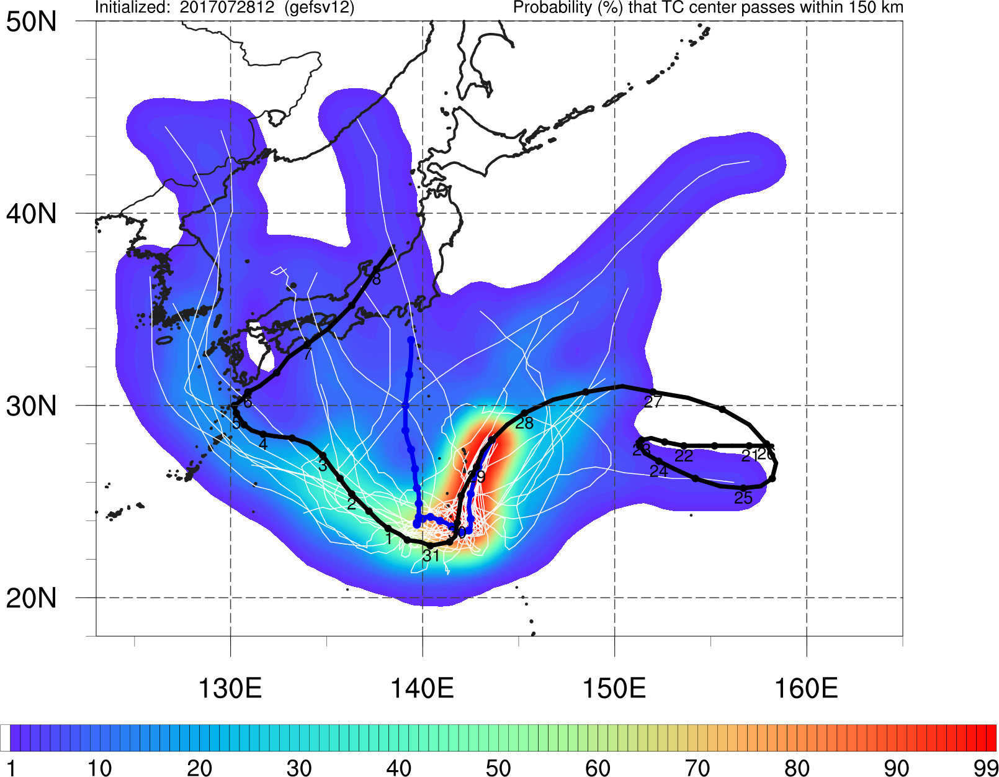 Initialized: 2017072812 (gefsv12) Probability (%) that TC center passes within 150 km
50N
40N
30N
20N
8
7
6
5
4
3
2
1
31
30
29
28
27
26
21
22
23
24
25
130E 140E 150E 160E
1 10 20 30 40 50 60 70 80 90 99